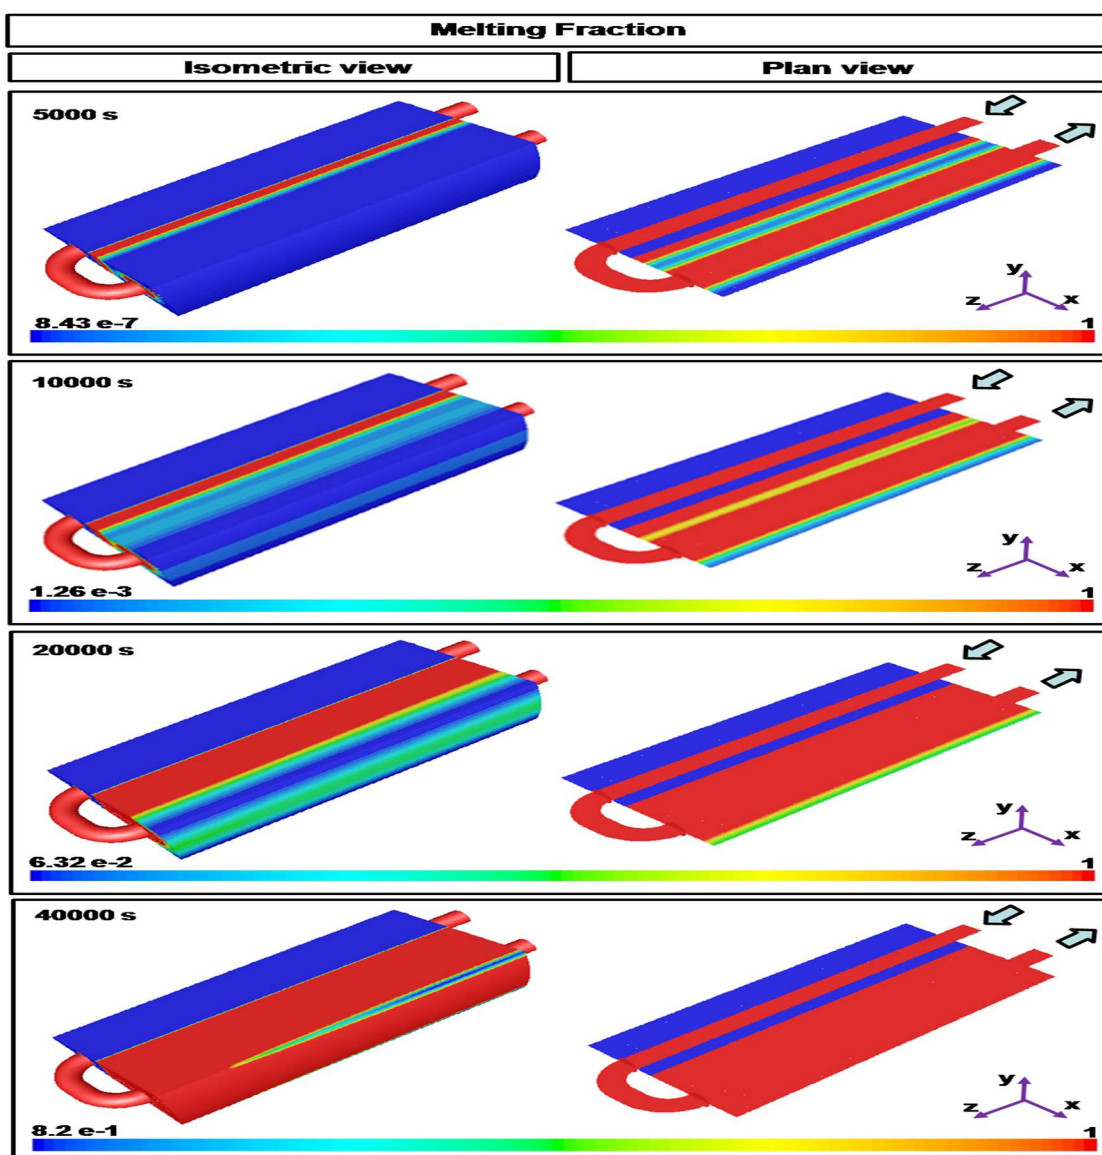 Melting Fraction
Isometric view
Plan view
5000 s
y
z
x
8.43 e-7
1
10000 s
y
z
x
1.26 e-3
1
20000 s
y
z
x
6.32 e-2
1
40000 s
y
z
x
8.2 e-1
1